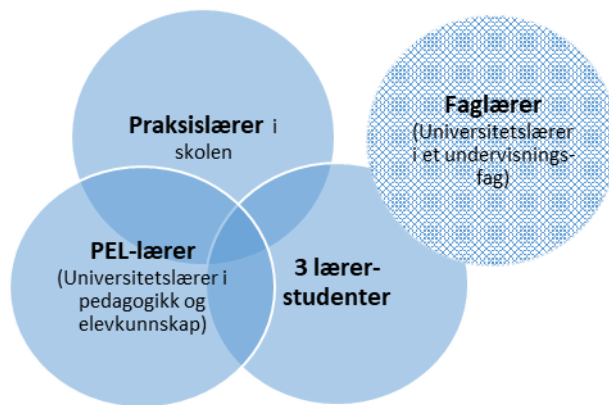 Praksislærer i
skolen
Faglærer
(Universitetslærer
i et undervisnings-
fag)
PEL-lærer
(Universitetslærer i
pedagogikk og
elevkunnskap)
3 lærer-
studenter